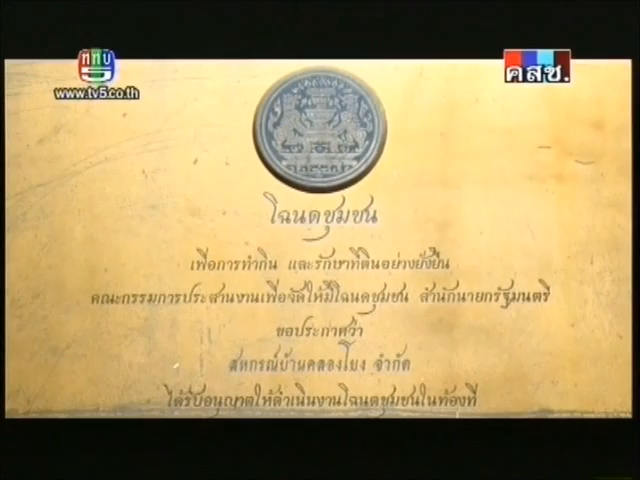 ททบ
5
www.tv5.co.th
คสช.
โฉนดชุมชน
เพื่อการทำกิน และรักษาที่ดินอย่างยั่งยืน
คณะกรรมการประสานงานเพื่อจัดให้มีโฉนดชุมชน สำนักนายกรัฐมนตรี
ขอประกาศว่า
สหกรณ์บ้านคลองโยง จำกัด
ได้รับอนุญาตให้ดำเนินงานโฉนดชุมชนในท้องที่